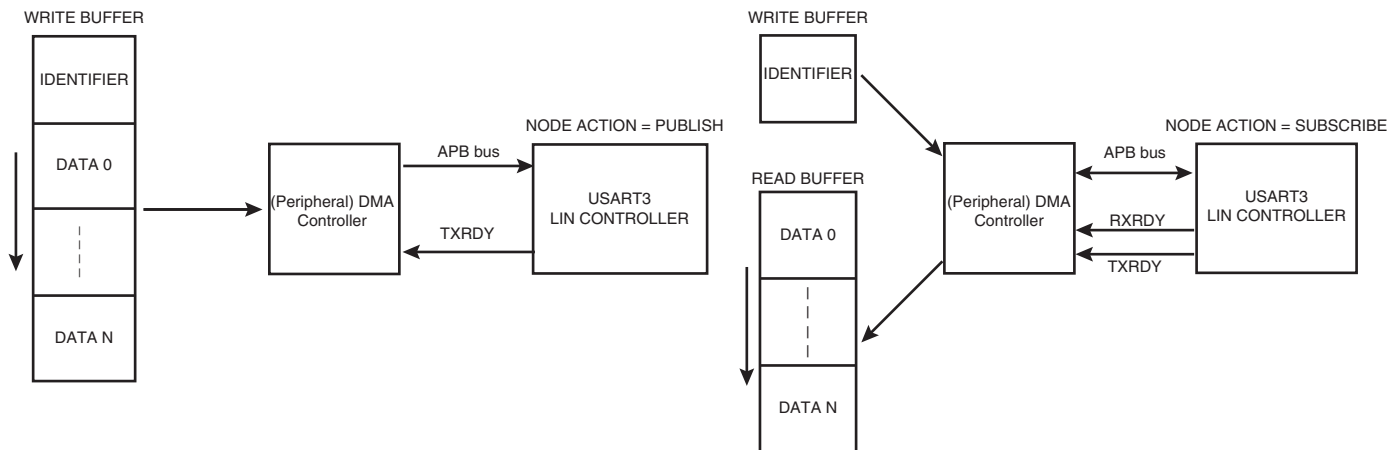 WRITE BUFFER
IDENTIFIER
DATA 0
DATA N
(Peripheral) DMA
Controller
APB bus
TXRDY
NODE ACTION = PUBLISH
USART3
LIN CONTROLLER
WRITE BUFFER
IDENTIFIER
READ BUFFER
DATA 0
DATA N
(Peripheral) DMA
Controller
APB bus
RXRDY
TXRDY
NODE ACTION = SUBSCRIBE
USART3
LIN CONTROLLER